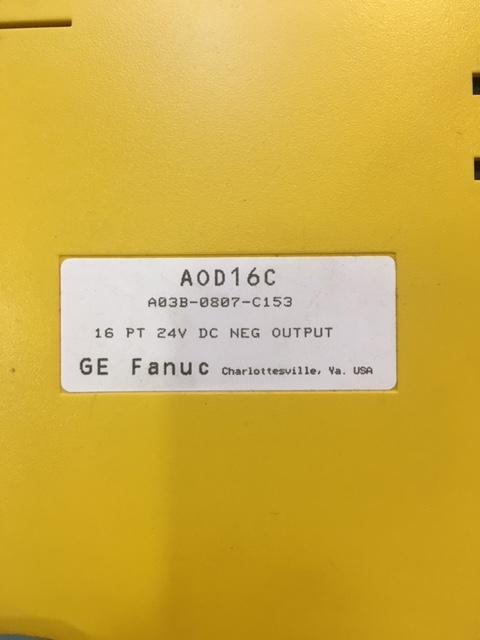 AOD16C
A03B-0807-C153
16 PT 24V DC NEG OUTPUT
GE Fanuc Charlottesville, Va. USA